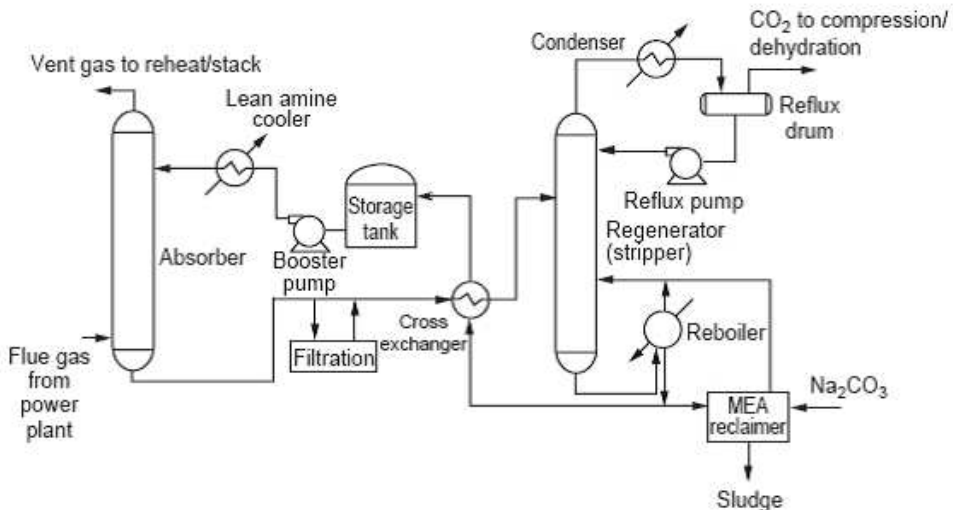 CO₂ to compression/
dehydration
Condenser
Vent gas to reheat/stack
Lean amine
cooler
Reflux
drum
Storage
tank
Reflux pump
Regenerator
(stripper)
Absorber
Booster
pump
Cross
exchanger
Reboiler
Filtration
Flue gas
from
power
plant
Na₂CO₃
MEA
reclaimer
Sludge